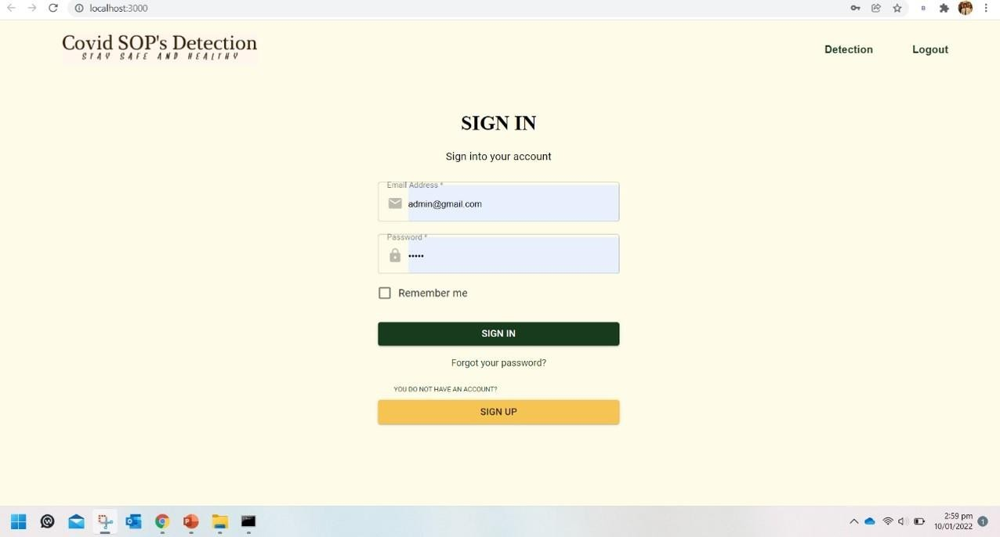 localhost:3000
Covid SOP's Detection
STAY SAFE AND HEALTHY
Detection
Logout
SIGN IN
Sign into your account
Email Address *
admin@gmail.com
Password *
•••••
Remember me
SIGN IN
Forgot your password?
YOU DO NOT HAVE AN ACCOUNT?
SIGN UP
2:59 pm
10/01/2022
1